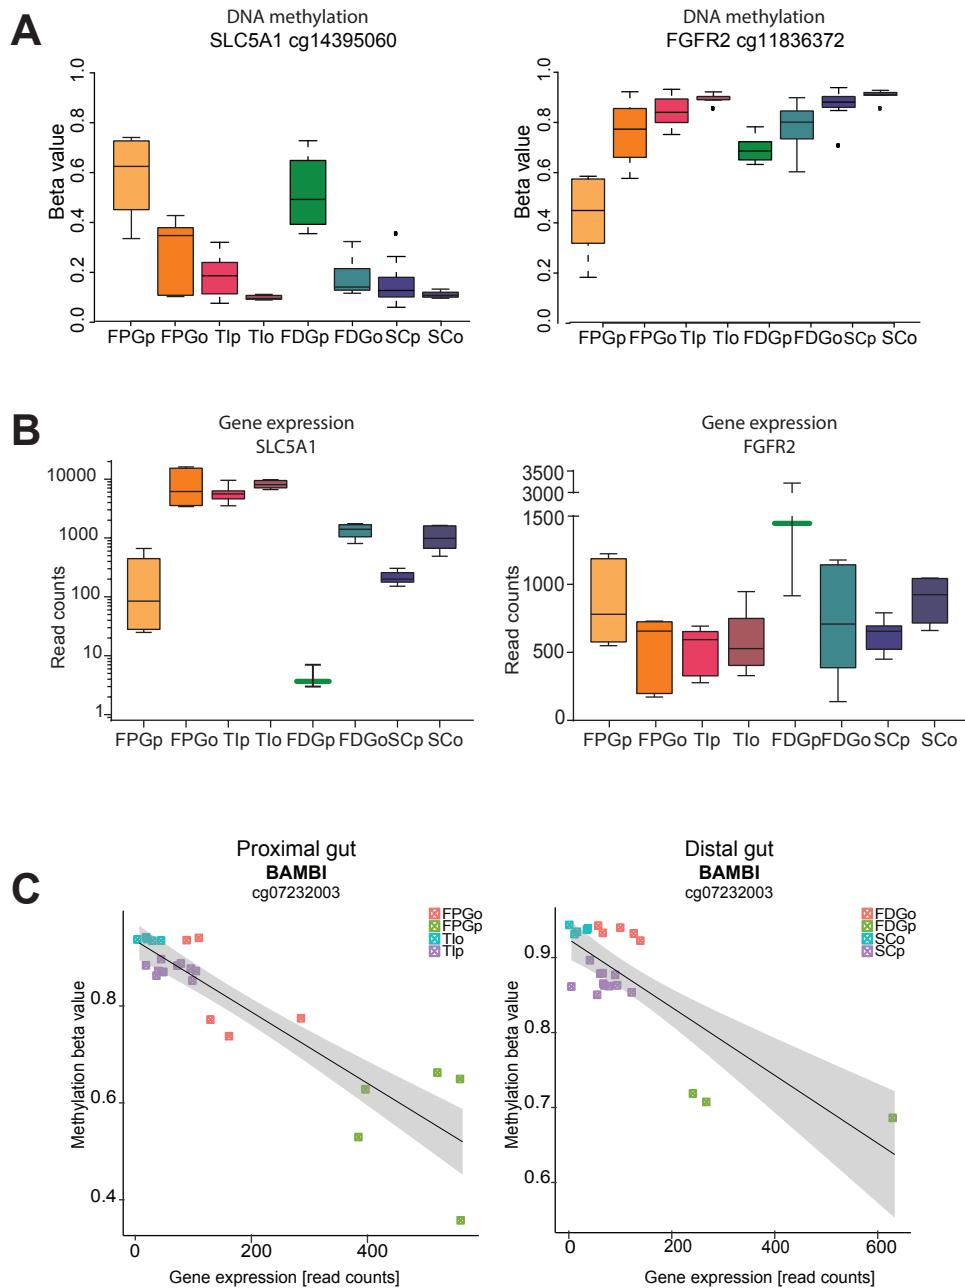 A
DNA methylation
SLC5A1 cg14395060
Beta value
1.0
0.8
0.6
0.4
0.2
0.0
FPGp FPGo TIp TIo FDGp FDGo SCp SCo
DNA methylation
FGFR2 cg11836372
Beta value
1.0
0.8
0.6
0.4
0.2
0.0
FPGp FPGo TIp TIo FDGp FDGo SCp SCo
B
Gene expression
SLC5A1
Read counts
10000
1000
100
10
1
FPGp FPGo TIp TIo FDGp FDGo SCp SCo
Gene expression
FGFR2
Read counts
3500
3000
1500
1000
500
0
FPGp FPGo TIp TIo FDGp FDGo SCp SCo
C
Proximal gut
BAMBI
cg07232003
FPGo
FPGp
TIo
TIp
Methylation beta value
0.8
0.6
0.4
0 200 400
Gene expression [read counts]
Distal gut
BAMBI
cg07232003
FDGo
FDGp
SCo
SCp
Methylation beta value
0.9
0.8
0.7
0.6
0 200 400 600
Gene expression [read counts]